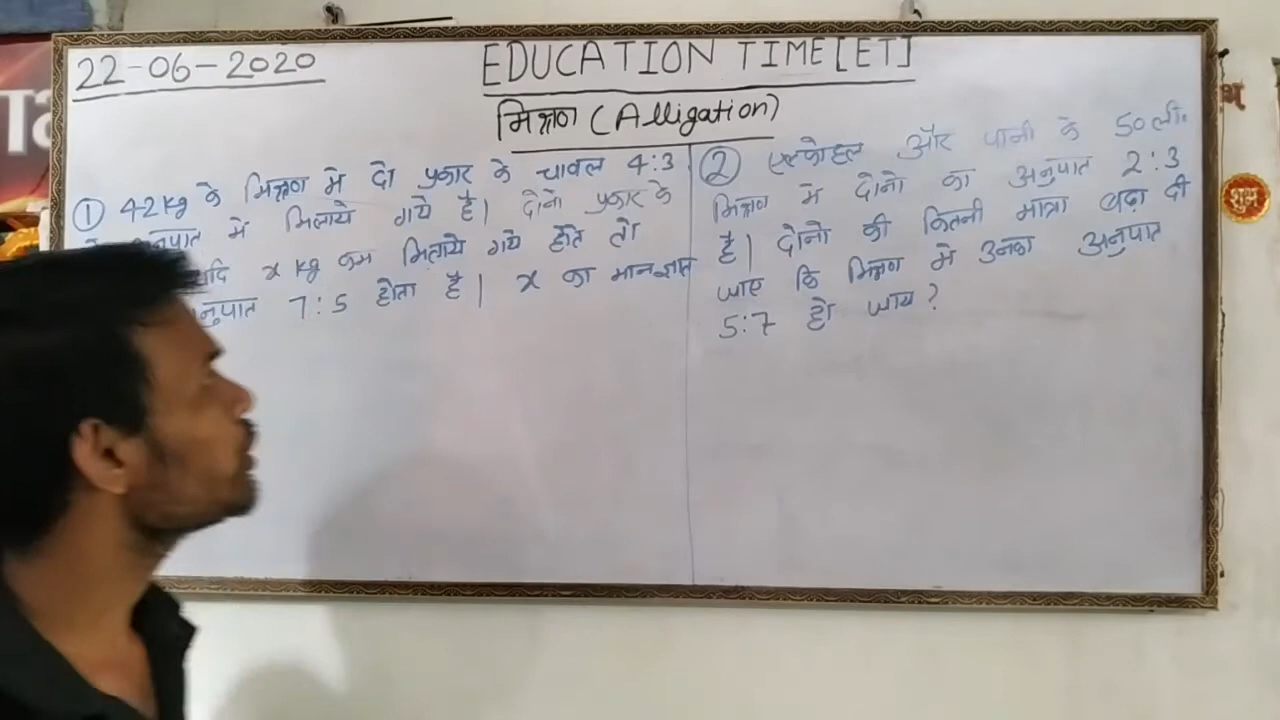 22-06-2020
EDUCATION TIME [ET]
मिश्रण (Alligation)
① 42kg के मिश्रण में दो प्रकार के चावल 4:3
अनुपात में मिलाये गये है। दोनो प्रकार के
यदि x kg कम मिलाये गये होते तो
अनुपात 7:5 होता है। x का मान ज्ञात
② एल्कोहल और पानी के 50 ली.
मिश्रण में दोनो का अनुपात 2:3
है। दोनो की कितनी मात्रा बढ़ा दी
जाए कि मिश्रण में उनका अनुपात
5:7 हो जाय?
शुभ